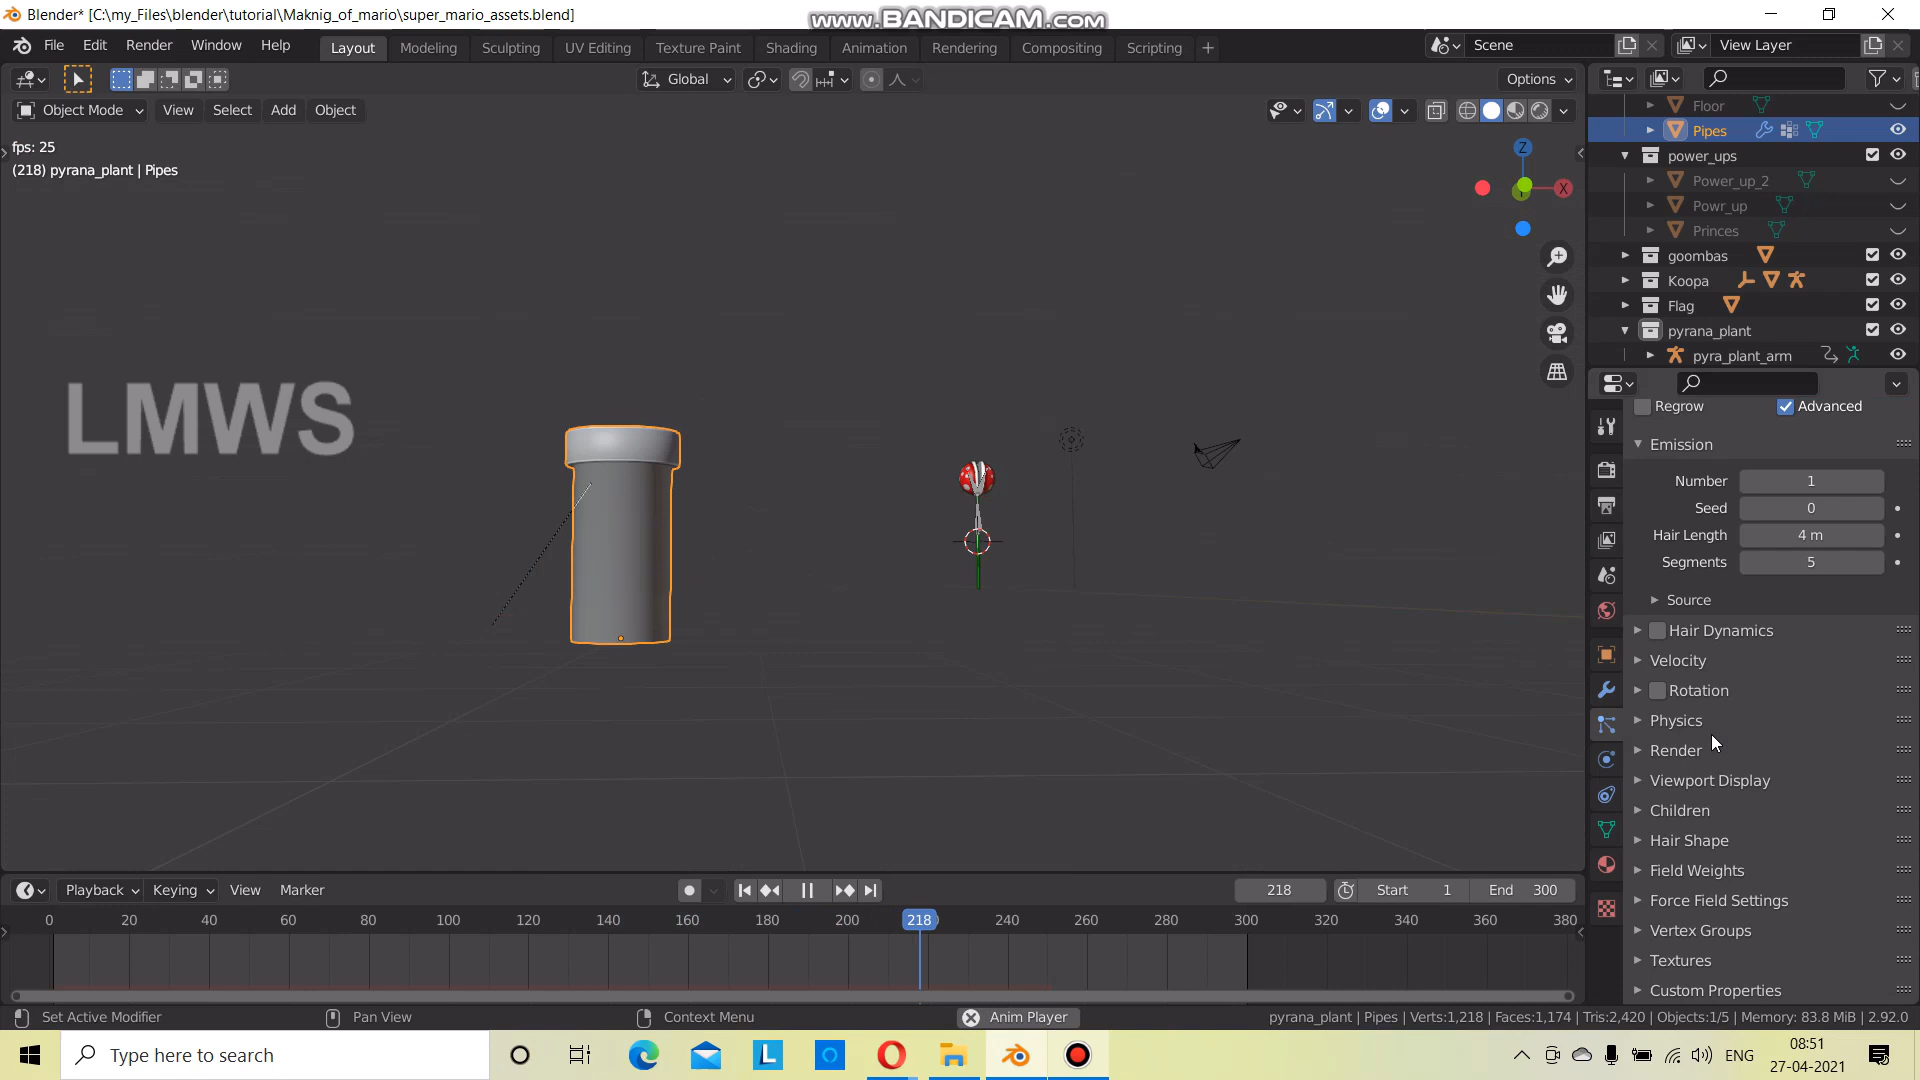 Blender* [C:\my_Files\blender\tutorial\Maknig_of_mario\super_mario_assets.blend]
www.BANDICAM.com
File Edit Render Window Help
Layout Modeling Sculpting UV Editing Texture Paint Shading Animation Rendering Compositing Scripting
Scene
View Layer
Global
Options
Object Mode View Select Add Object
fps: 25
(218) pyrana_plant | Pipes
Z
X
Y
LMWS
Floor
Pipes
power_ups
Power_up_2
Powr_up
Princes
goombas
Koopa
Flag
pyrana_plant
pyra_plant_arm
Regrow
Advanced
Emission
Number 1
Seed 0
Hair Length 4 m
Segments 5
Source
Hair Dynamics
Velocity
Rotation
Physics
Render
Viewport Display
Children
Hair Shape
Field Weights
Force Field Settings
Vertex Groups
Textures
Custom Properties
Playback Keying View Marker
218
Start 1
End 300
0 20 40 60 80 100 120 140 160 180 200 218 240 260 280 300 320 340 360 380
Set Active Modifier
Pan View
Context Menu
Anim Player
pyrana_plant | Pipes | Verts:1,218 | Faces:1,174 | Tris:2,420 | Objects:1/5 | Memory: 83.8 MiB | 2.92.0
Type here to search
L
ENG
08:51
27-04-2021